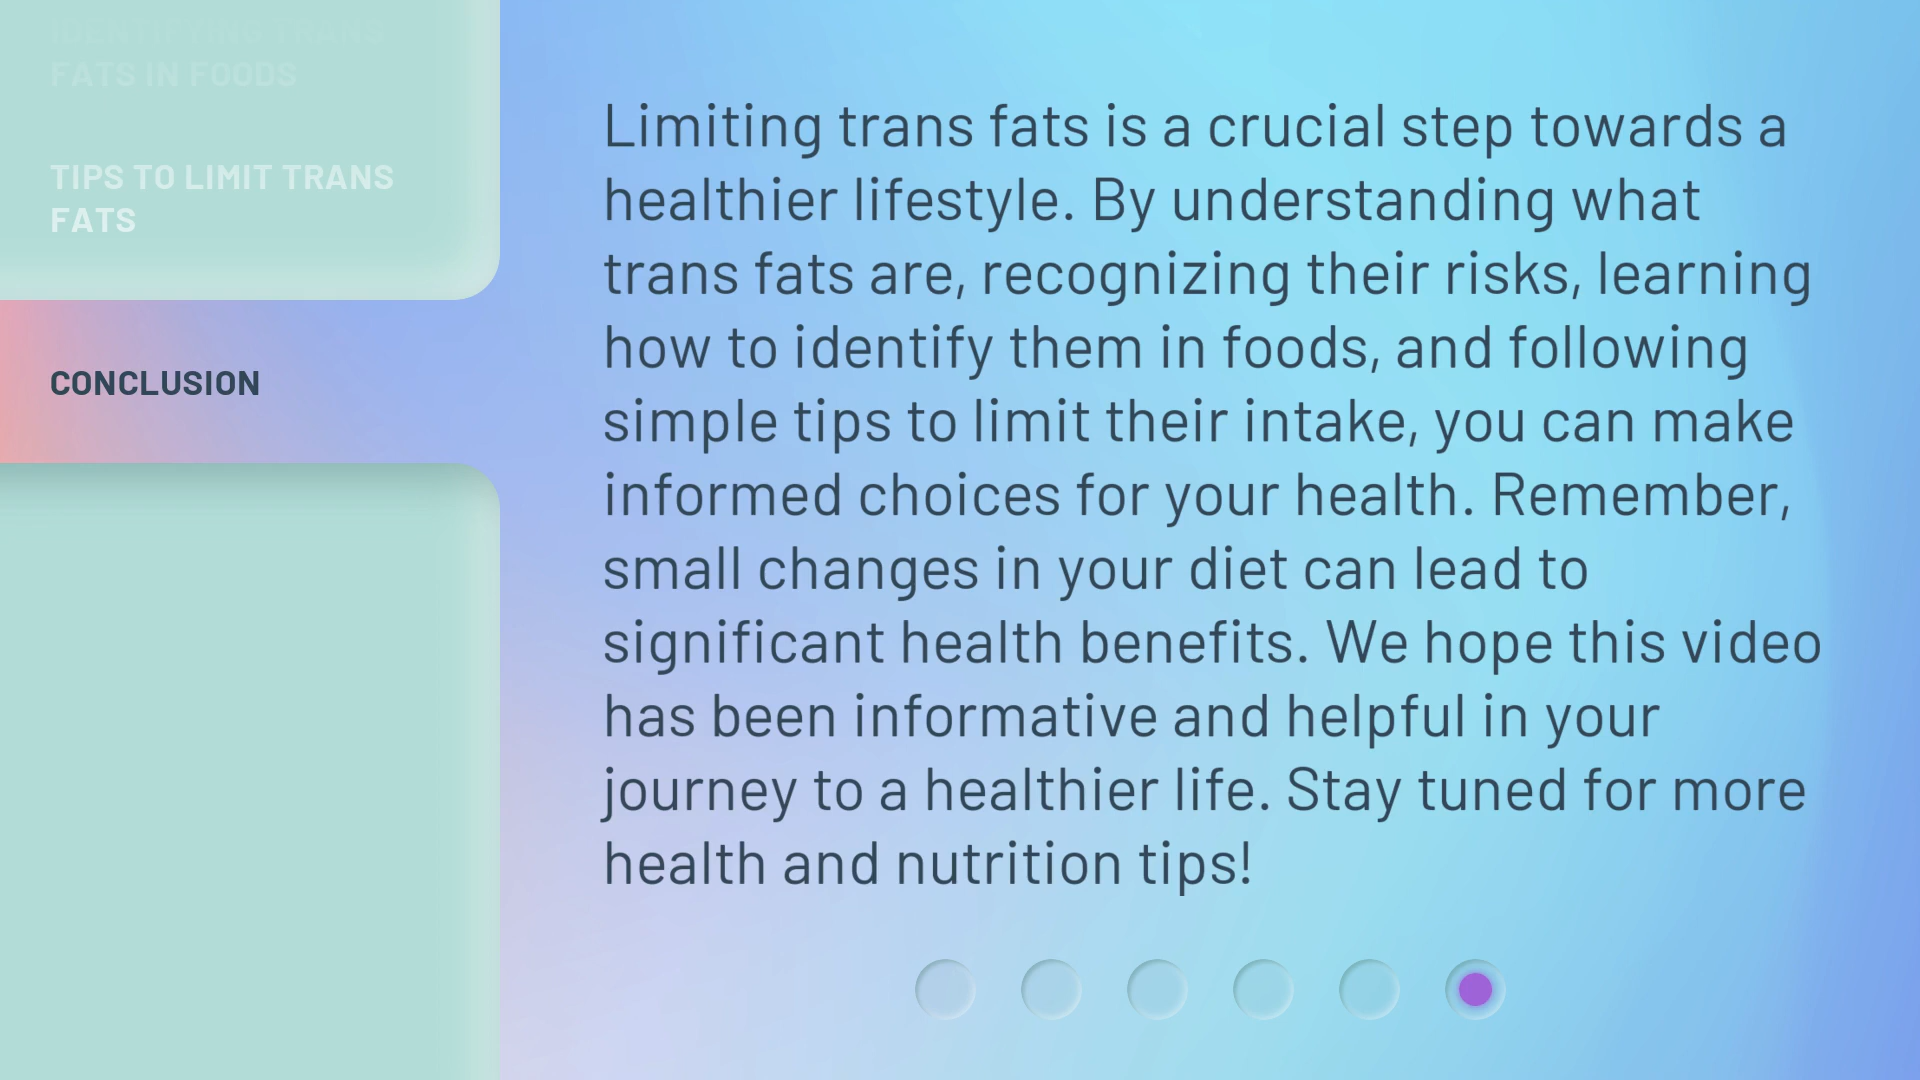 IDENTIFYING TRANS
FATS IN FOODS
TIPS TO LIMIT TRANS
FATS
CONCLUSION
Limiting trans fats is a crucial step towards a
healthier lifestyle. By understanding what
trans fats are, recognizing their risks, learning
how to identify them in foods, and following
simple tips to limit their intake, you can make
informed choices for your health. Remember,
small changes in your diet can lead to
significant health benefits. We hope this video
has been informative and helpful in your
journey to a healthier life. Stay tuned for more
health and nutrition tips!